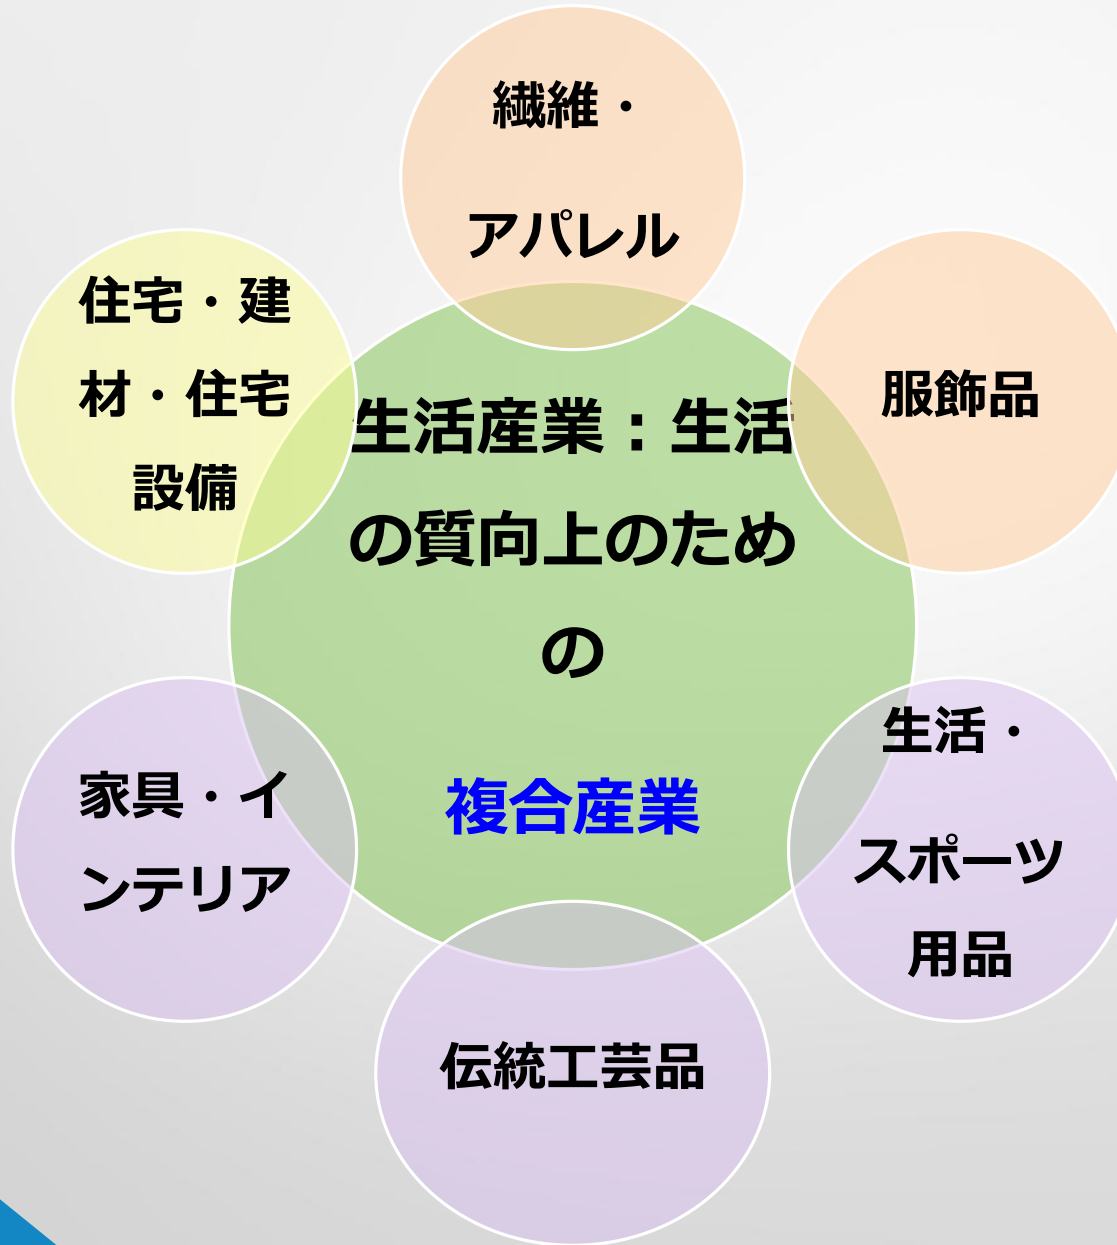 繊維・
アパレル
服飾品
生活・
スポーツ
用品
伝統工芸品
家具・イ
ンテリア
住宅・建
材・住宅
設備
生活産業：生活
の質向上のため
の
複合産業